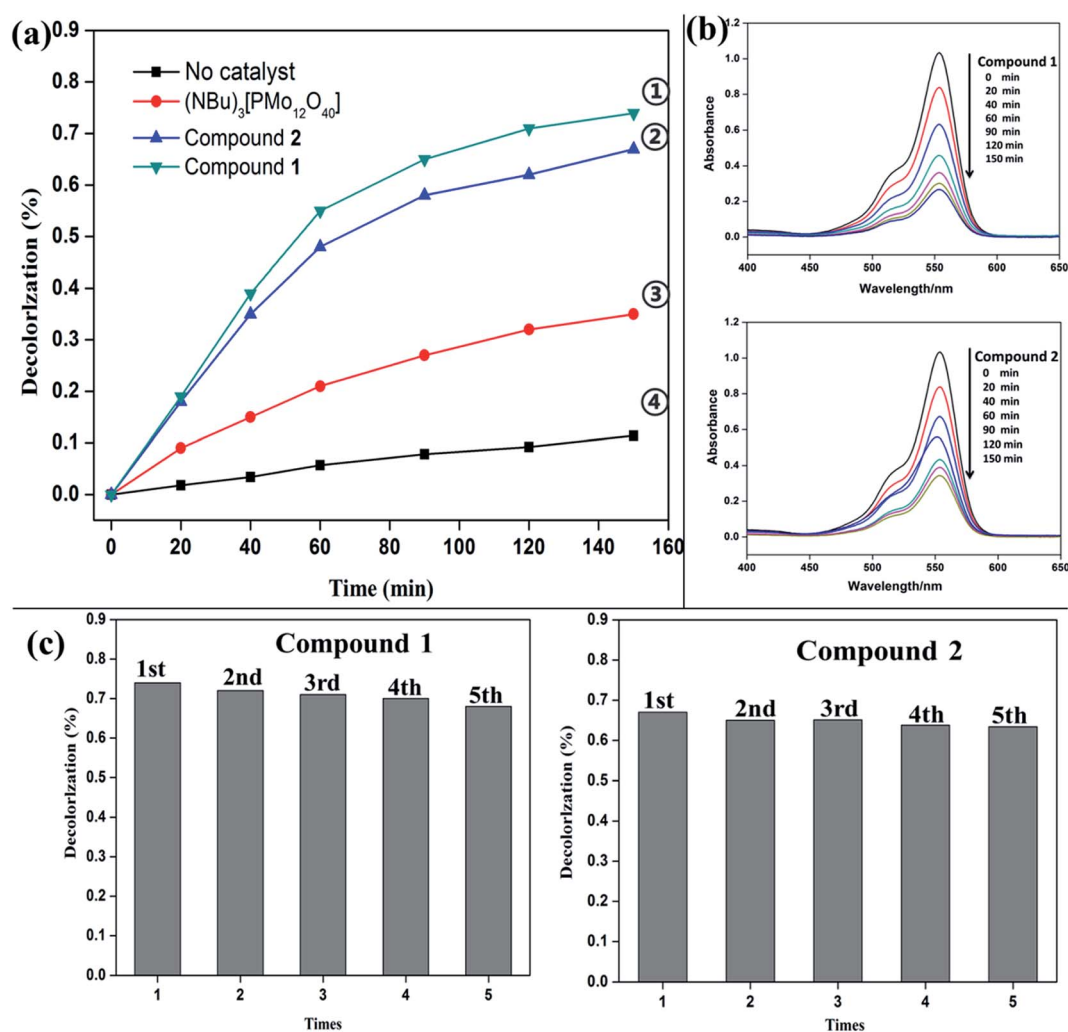 (a)
0.9
0.8
0.7
0.6
0.5
0.4
0.3
0.2
0.1
0.0
DecolorIzation (%)
No catalyst
(NBu)₃[PMo₁₂O₄₀]
Compound 2
Compound 1
①
②
③
④
0 20 40 60 80 100 120 140 160
Time (min)
(b)
1.2
1.0
0.8
0.6
0.4
0.2
0.0
Absorbance
Compound 1
0 min
20 min
40 min
60 min
90 min
120 min
150 min
400 450 500 550 600 650
Wavelength/nm
1.2
1.0
0.8
0.6
0.4
0.2
0.0
Absorbance
Compound 2
0 min
20 min
40 min
60 min
90 min
120 min
150 min
400 450 500 550 600 650
Wavelength/nm
(c)
0.9
0.8
0.7
0.6
0.5
0.4
0.3
0.2
0.1
0.0
DecolorIzation (%)
Compound 1
1st 2nd 3rd 4th 5th
1 2 3 4 5
Times
0.9
0.8
0.7
0.6
0.5
0.4
0.3
0.2
0.1
0.0
DecolorIzation (%)
Compound 2
1st 2nd 3rd 4th 5th
1 2 3 4 5
Times